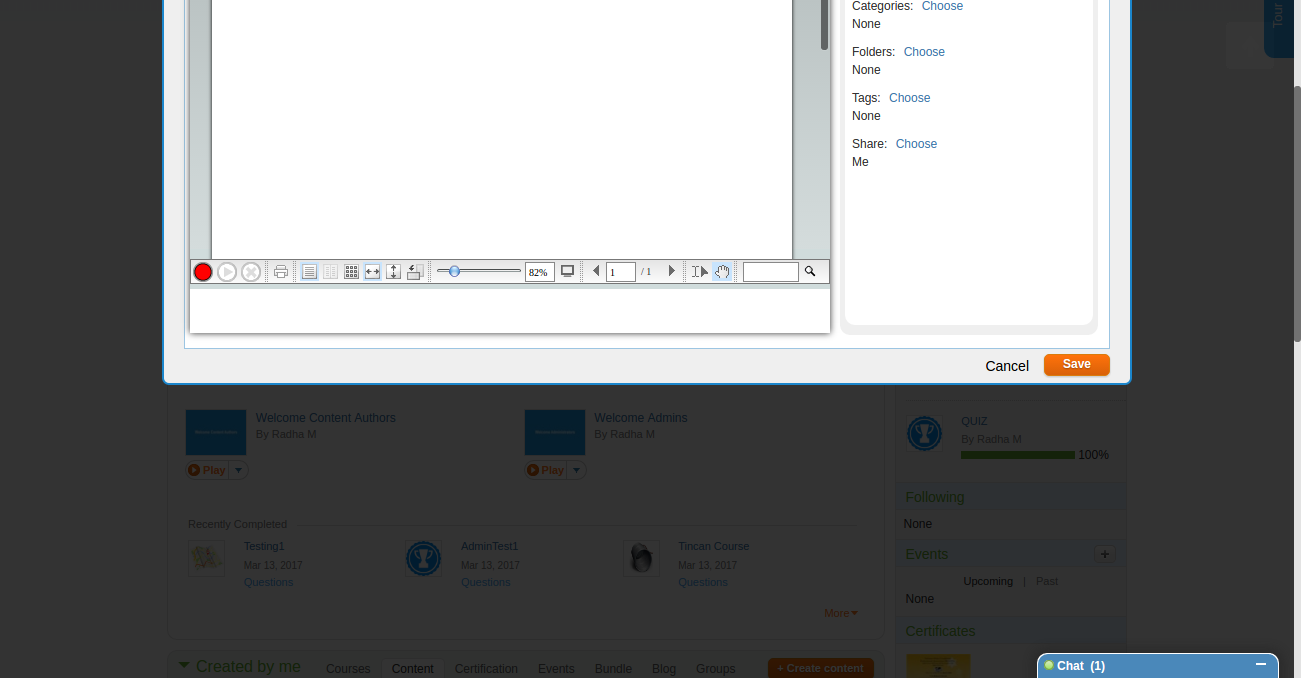 Categories: Choose
None
Tour
Folders: Choose
None
Tags: Choose
None
Share: Choose
Me
82%
1
/ 1
Cancel
Save
Welcome Content Authors
By Radha M
Play
Welcome Admins
By Radha M
Play
QUIZ
By Radha M
100%
Following
None
Events
+
Upcoming | Past
None
Certificates
Recently Completed
Testing1
Mar 13, 2017
Questions
AdminTest1
Mar 13, 2017
Questions
Tincan Course
Mar 13, 2017
Questions
More
Created by me
Courses
Content
Certification
Events
Bundle
Blog
Groups
+ Create content
Chat (1)